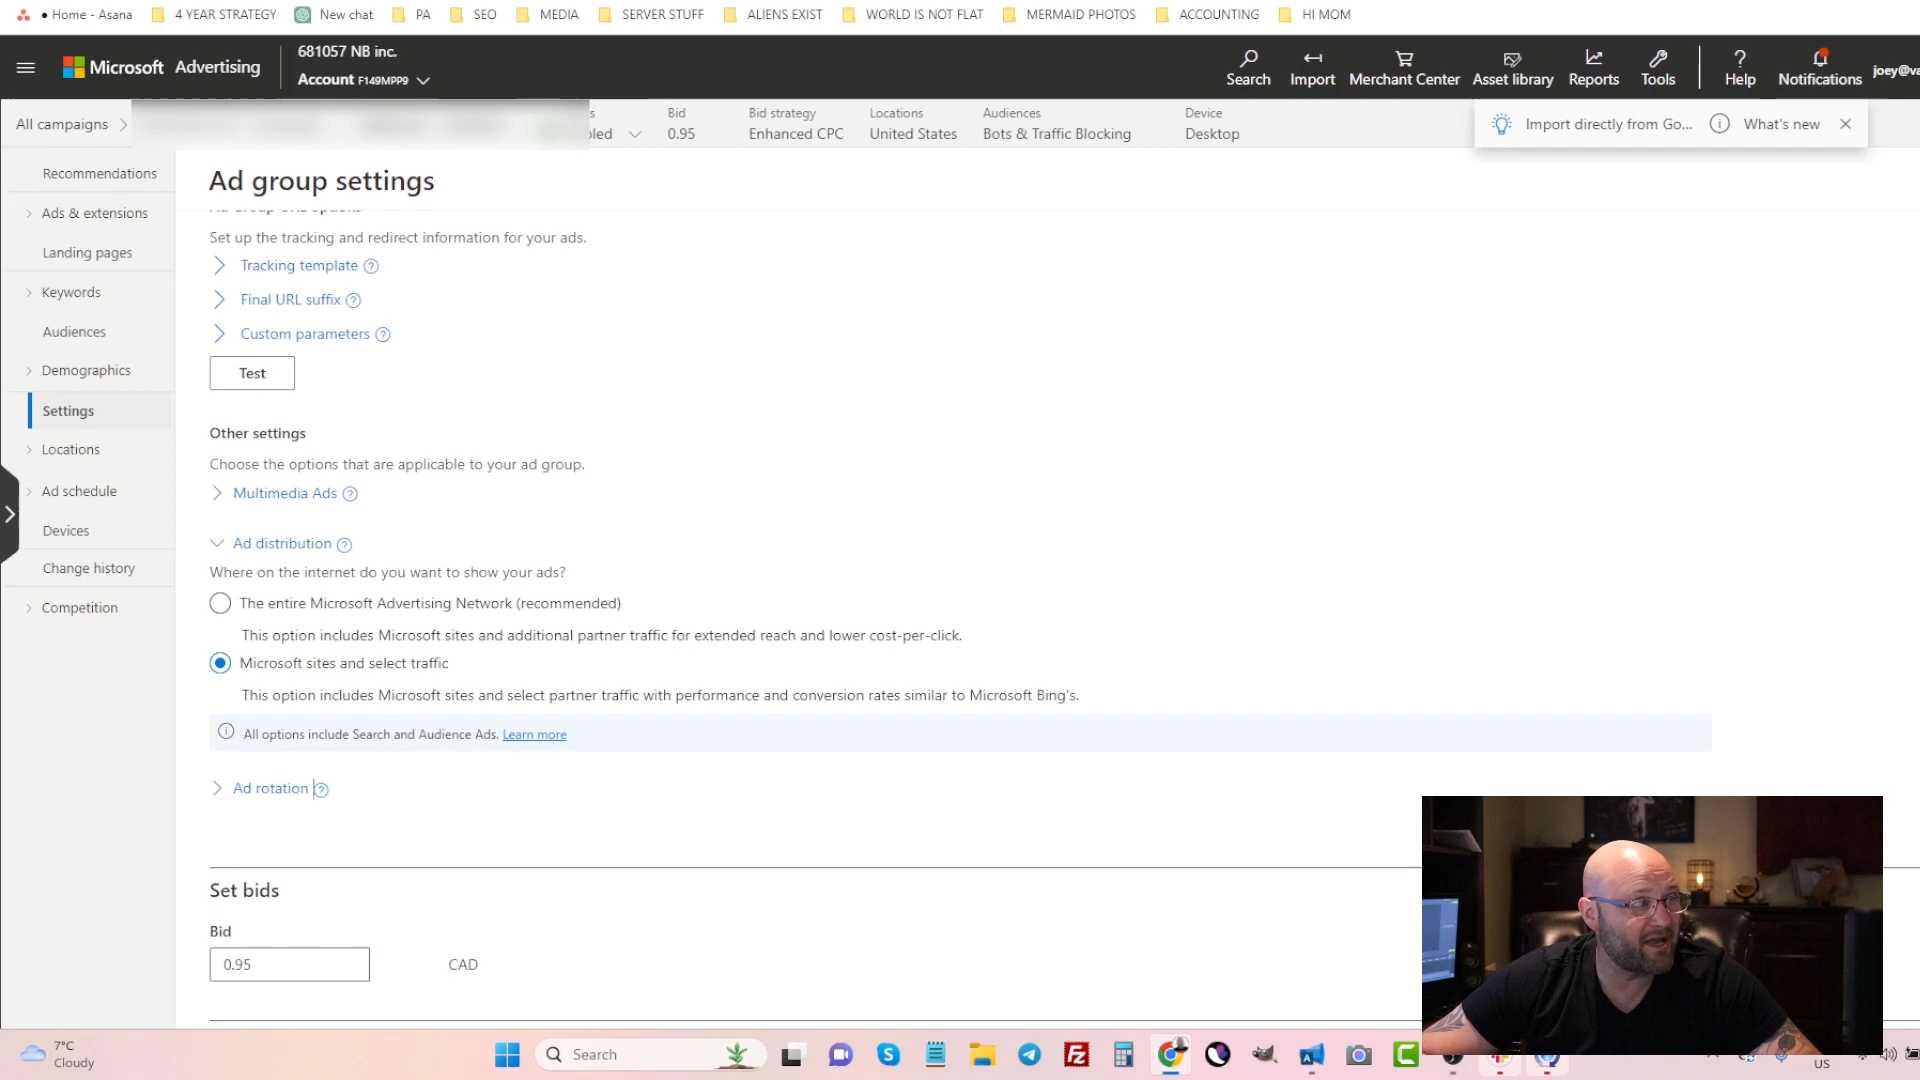 Home - Asana
4 YEAR STRATEGY
New chat
PA
SEO
MEDIA
SERVER STUFF
ALIENS EXIST
WORLD IS NOT FLAT
MERMAID PHOTOS
ACCOUNTING
HI MOM
Microsoft Advertising
681057 NB inc.
Account F149MPP9
Search
Import
Merchant Center
Asset library
Reports
Tools
Help
Notifications
joey@va
All campaigns
Bid
0.95
Bid strategy
Enhanced CPC
Locations
United States
Audiences
Bots & Traffic Blocking
Device
Desktop
Import directly from Go...
What's new
Recommendations
Ads & extensions
Landing pages
Keywords
Audiences
Demographics
Settings
Locations
Ad schedule
Devices
Change history
Competition
Ad group settings
Set up the tracking and redirect information for your ads.
Tracking template
Final URL suffix
Custom parameters
Test
Other settings
Choose the options that are applicable to your ad group.
Multimedia Ads
Ad distribution
Where on the internet do you want to show your ads?
The entire Microsoft Advertising Network (recommended)
This option includes Microsoft sites and additional partner traffic for extended reach and lower cost-per-click.
Microsoft sites and select traffic
This option includes Microsoft sites and select partner traffic with performance and conversion rates similar to Microsoft Bing's.
All options include Search and Audience Ads. Learn more
Ad rotation
Set bids
Bid
0.95 CAD
7°C
Cloudy
Search
US